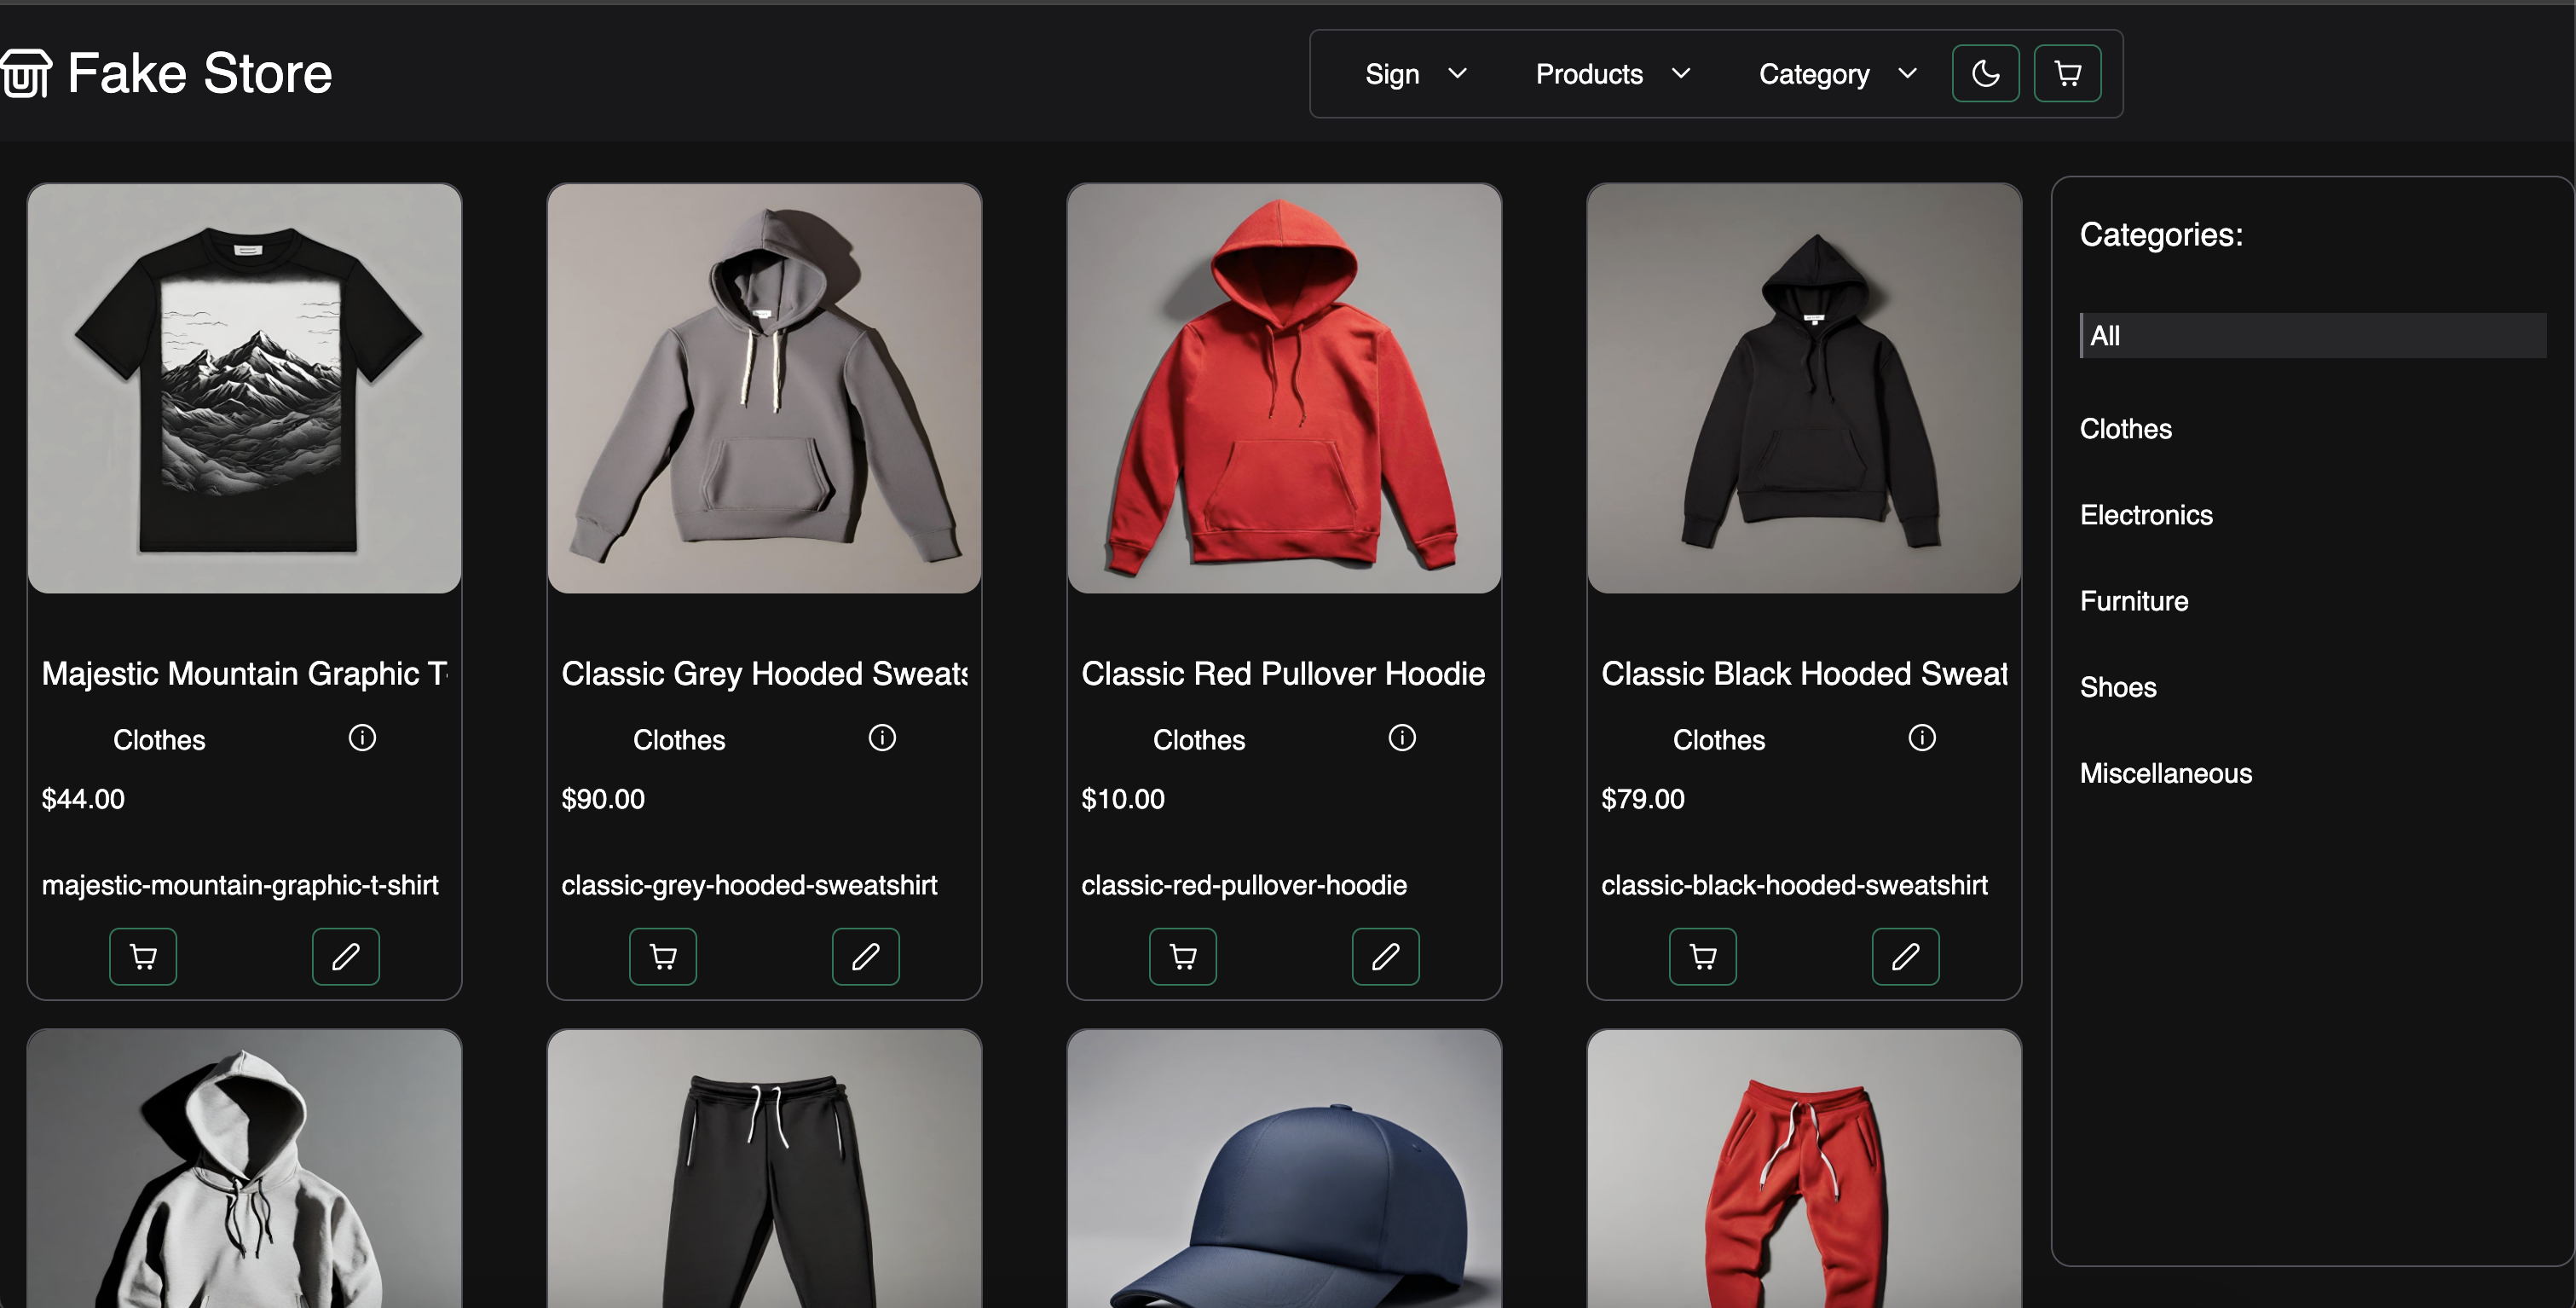 Fake Store
Sign
Products
Category
Majestic Mountain Graphic T-
Clothes
$44.00
majestic-mountain-graphic-t-shirt
Classic Grey Hooded Sweats
Clothes
$90.00
classic-grey-hooded-sweatshirt
Classic Red Pullover Hoodie
Clothes
$10.00
classic-red-pullover-hoodie
Classic Black Hooded Sweat
Clothes
$79.00
classic-black-hooded-sweatshirt
Categories:
All
Clothes
Electronics
Furniture
Shoes
Miscellaneous